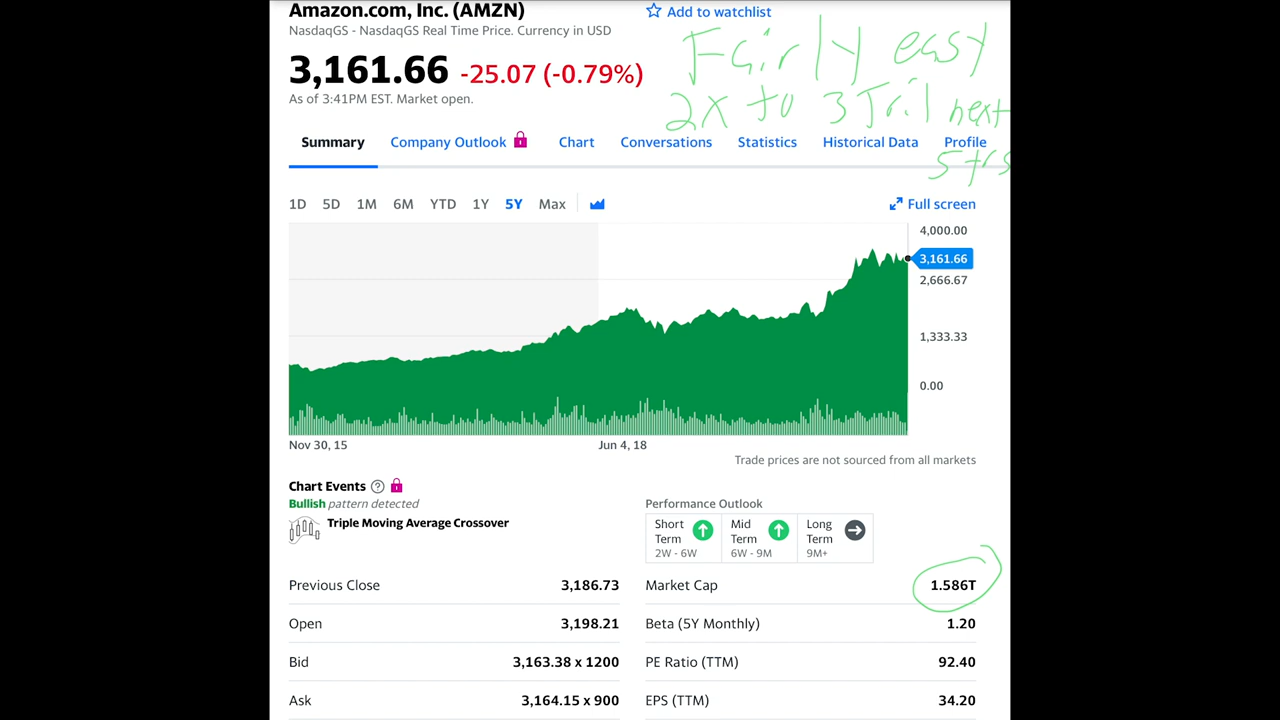 Amazon.com, Inc. (AMZN)
Add to watchlist
NasdaqGS - NasdaqGS Real Time Price. Currency in USD
3,161.66 -25.07 (-0.79%)
As of 3:41PM EST. Market open.
Fairly easy
2X to 3 Tril next
5 yrs
Summary Company Outlook Chart Conversations Statistics Historical Data Profile
1D 5D 1M 6M YTD 1Y 5Y Max
Full screen
4,000.00
3,161.66
2,666.67
1,333.33
0.00
Nov 30, 15 Jun 4, 18
Trade prices are not sourced from all markets
Chart Events
Bullish pattern detected
Triple Moving Average Crossover
Performance Outlook
Short Term 2W - 6W
Mid Term 6W - 9M
Long Term 9M+
Previous Close 3,186.73
Open 3,198.21
Bid 3,163.38 x 1200
Ask 3,164.15 x 900
Market Cap 1.586T
Beta (5Y Monthly) 1.20
PE Ratio (TTM) 92.40
EPS (TTM) 34.20